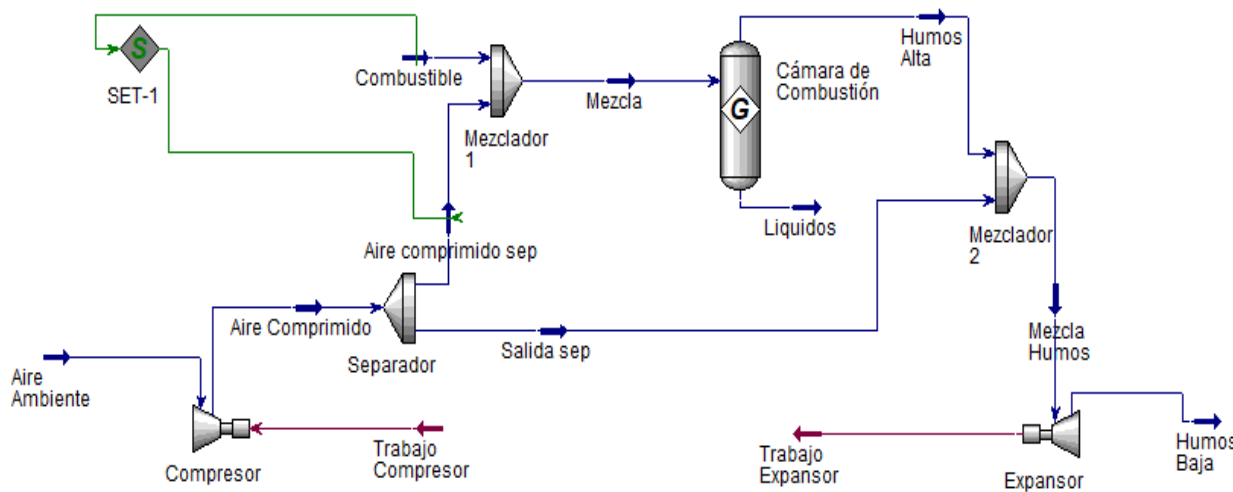 S
SET-1
Combustible
Mezclador
1
Mezcla
G
Cámara de
Combustión
Humos
Alta
Liquidos
Mezclador
2
Aire comprimido sep
Aire Comprimido
Separador
Salida sep
Mezcla
Humos
Aire
Ambiente
Compresor
Trabajo
Compresor
Trabajo
Expansor
Expansor
Humos
Baja